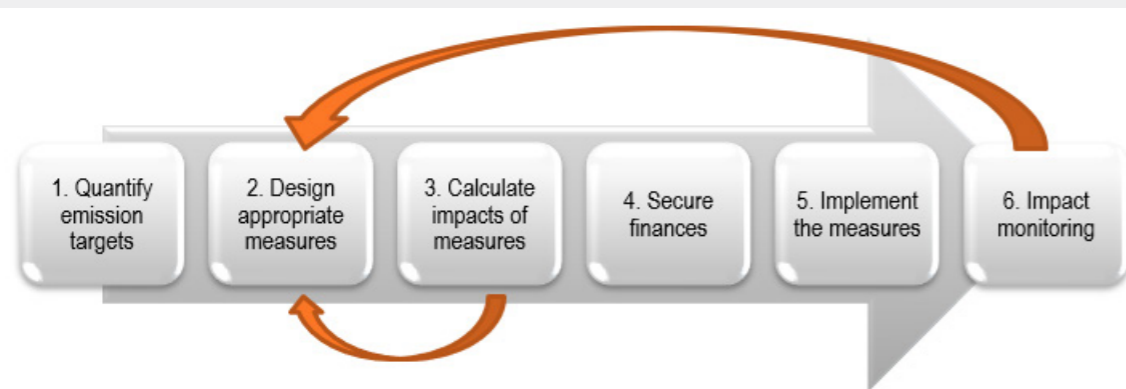 1. Quantify
emission
targets
2. Design
appropriate
measures
3. Calculate
impacts of
measures
4. Secure
finances
5. Implement
the measures
6. Impact
monitoring